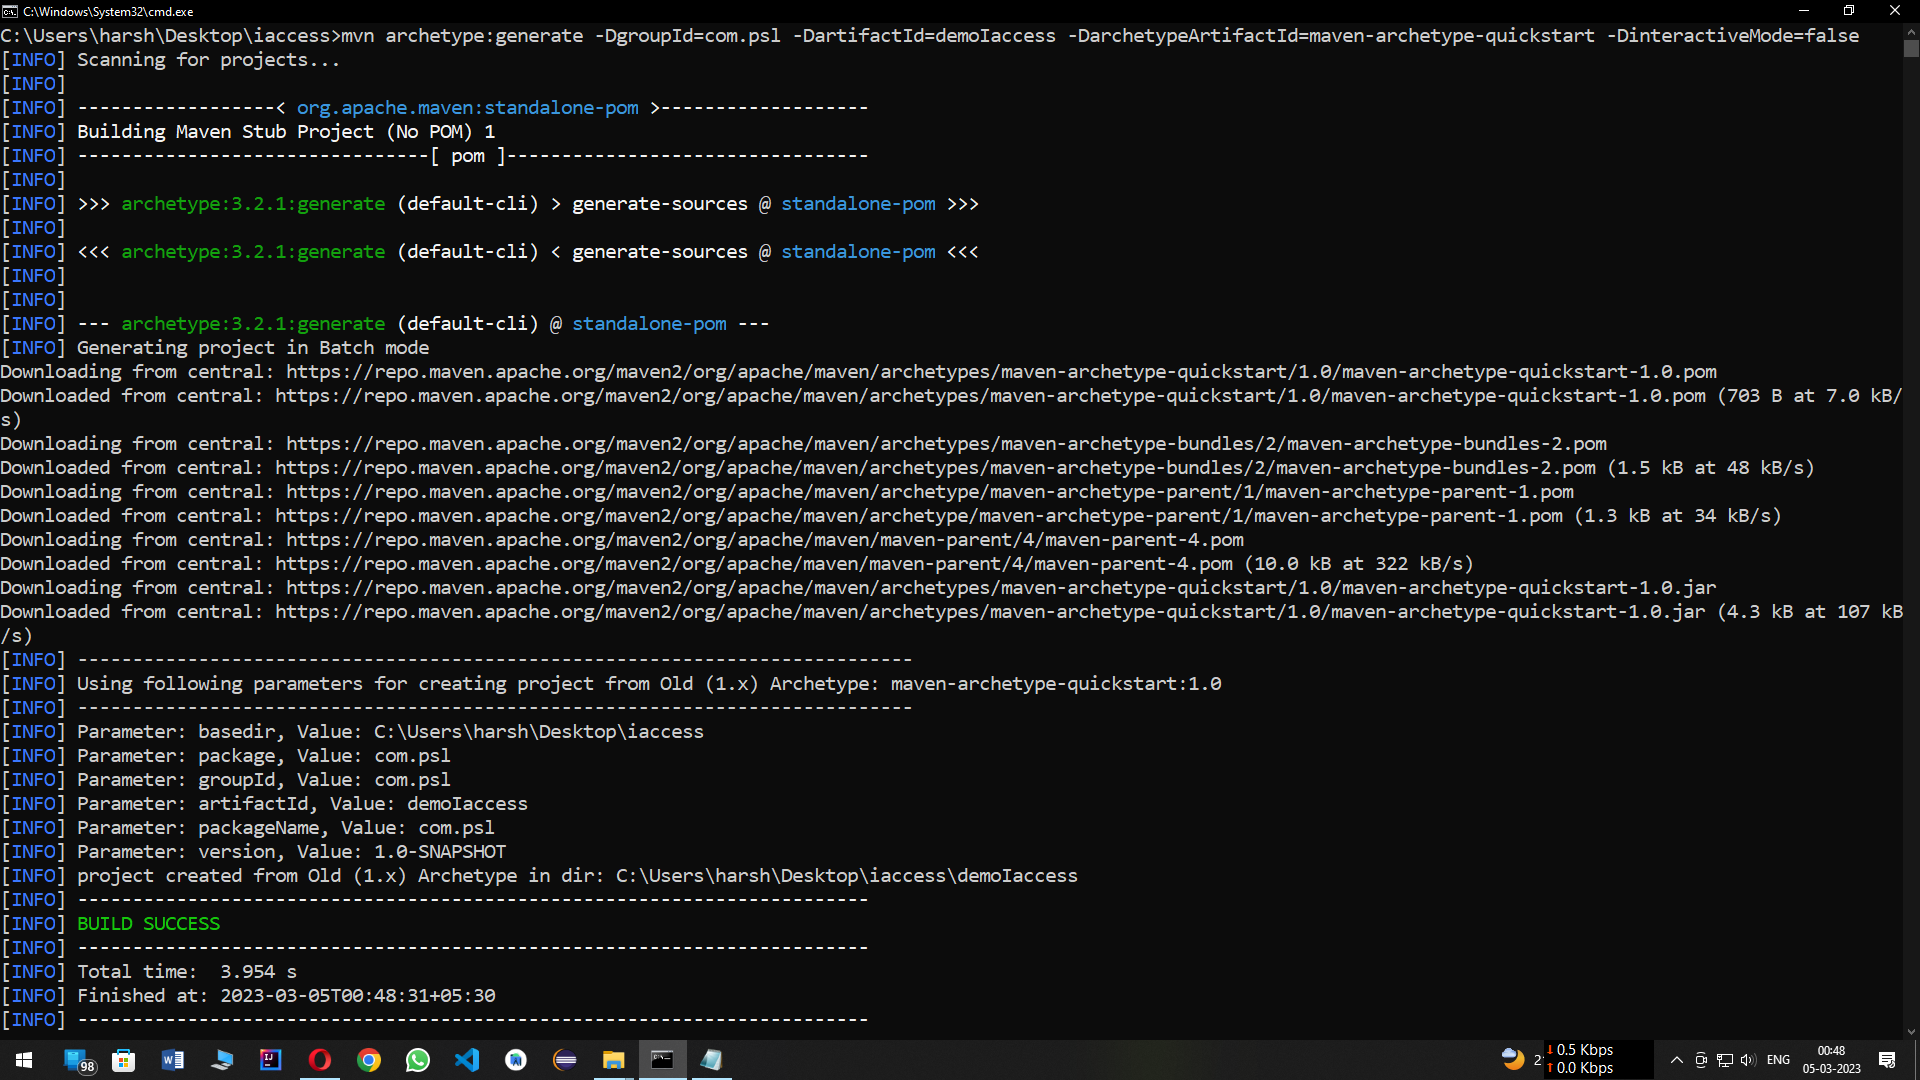 C:\Windows\System32\cmd.exe
C:\Users\harsh\Desktop\iaccess>mvn archetype:generate -DgroupId=com.psl -DartifactId=demoIaccess -DarchetypeArtifactId=maven-archetype-quickstart -DinteractiveMode=false
[INFO] Scanning for projects...
[INFO]
[INFO] ------------------< org.apache.maven:standalone-pom >-------------------
[INFO] Building Maven Stub Project (No POM) 1
[INFO] --------------------------------[ pom ]---------------------------------
[INFO]
[INFO] >>> archetype:3.2.1:generate (default-cli) > generate-sources @ standalone-pom >>>
[INFO]
[INFO] <<< archetype:3.2.1:generate (default-cli) < generate-sources @ standalone-pom <<<
[INFO]
[INFO]
[INFO] --- archetype:3.2.1:generate (default-cli) @ standalone-pom ---
[INFO] Generating project in Batch mode
Downloading from central: https://repo.maven.apache.org/maven2/org/apache/maven/archetypes/maven-archetype-quickstart/1.0/maven-archetype-quickstart-1.0.pom
Downloaded from central: https://repo.maven.apache.org/maven2/org/apache/maven/archetypes/maven-archetype-quickstart/1.0/maven-archetype-quickstart-1.0.pom (703 B at 7.0 kB/
s)
Downloading from central: https://repo.maven.apache.org/maven2/org/apache/maven/archetypes/maven-archetype-bundles/2/maven-archetype-bundles-2.pom
Downloaded from central: https://repo.maven.apache.org/maven2/org/apache/maven/archetypes/maven-archetype-bundles/2/maven-archetype-bundles-2.pom (1.5 kB at 48 kB/s)
Downloading from central: https://repo.maven.apache.org/maven2/org/apache/maven/archetype/maven-archetype-parent/1/maven-archetype-parent-1.pom
Downloaded from central: https://repo.maven.apache.org/maven2/org/apache/maven/archetype/maven-archetype-parent/1/maven-archetype-parent-1.pom (1.3 kB at 34 kB/s)
Downloading from central: https://repo.maven.apache.org/maven2/org/apache/maven/maven-parent/4/maven-parent-4.pom
Downloaded from central: https://repo.maven.apache.org/maven2/org/apache/maven/maven-parent/4/maven-parent-4.pom (10.0 kB at 322 kB/s)
Downloading from central: https://repo.maven.apache.org/maven2/org/apache/maven/archetypes/maven-archetype-quickstart/1.0/maven-archetype-quickstart-1.0.jar
Downloaded from central: https://repo.maven.apache.org/maven2/org/apache/maven/archetypes/maven-archetype-quickstart/1.0/maven-archetype-quickstart-1.0.jar (4.3 kB at 107 kB
/s)
[INFO] ----------------------------------------------------------------------------
[INFO] Using following parameters for creating project from Old (1.x) Archetype: maven-archetype-quickstart:1.0
[INFO] ----------------------------------------------------------------------------
[INFO] Parameter: basedir, Value: C:\Users\harsh\Desktop\iaccess
[INFO] Parameter: package, Value: com.psl
[INFO] Parameter: groupId, Value: com.psl
[INFO] Parameter: artifactId, Value: demoIaccess
[INFO] Parameter: packageName, Value: com.psl
[INFO] Parameter: version, Value: 1.0-SNAPSHOT
[INFO] project created from Old (1.x) Archetype in dir: C:\Users\harsh\Desktop\iaccess\demoIaccess
[INFO] ------------------------------------------------------------------------
[INFO] BUILD SUCCESS
[INFO] ------------------------------------------------------------------------
[INFO] Total time:  3.954 s
[INFO] Finished at: 2023-03-05T00:48:31+05:30
[INFO] ------------------------------------------------------------------------
98
2
0.5 Kbps
0.0 Kbps
ENG
00:48
05-03-2023